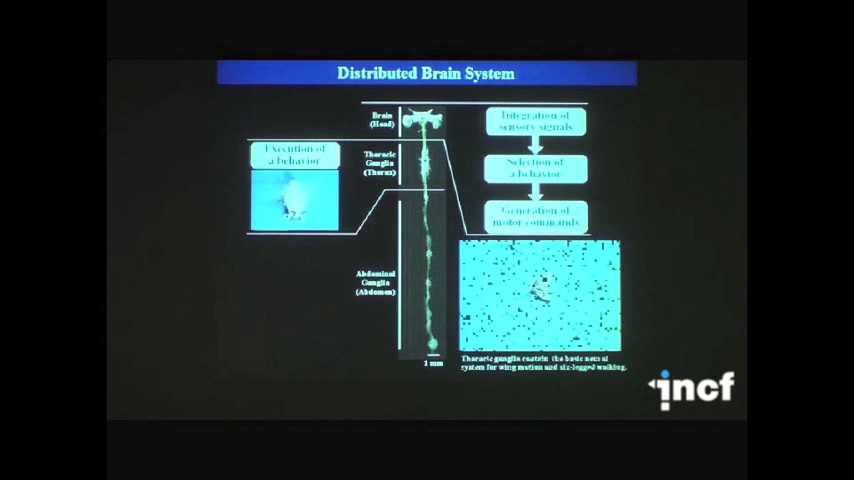 Distributed Brain System
Brain
(Head)
Integration of
sensory signals
Execution of
a behavior
Thoracic
Ganglia
(Thorax)
Selection of
a behavior
Generation of
motor commands
Abdominal
Ganglia
(Abdomen)
1 mm
Thoracic ganglia contain the basic neural
system for wing motion and six-legged walking.
incf